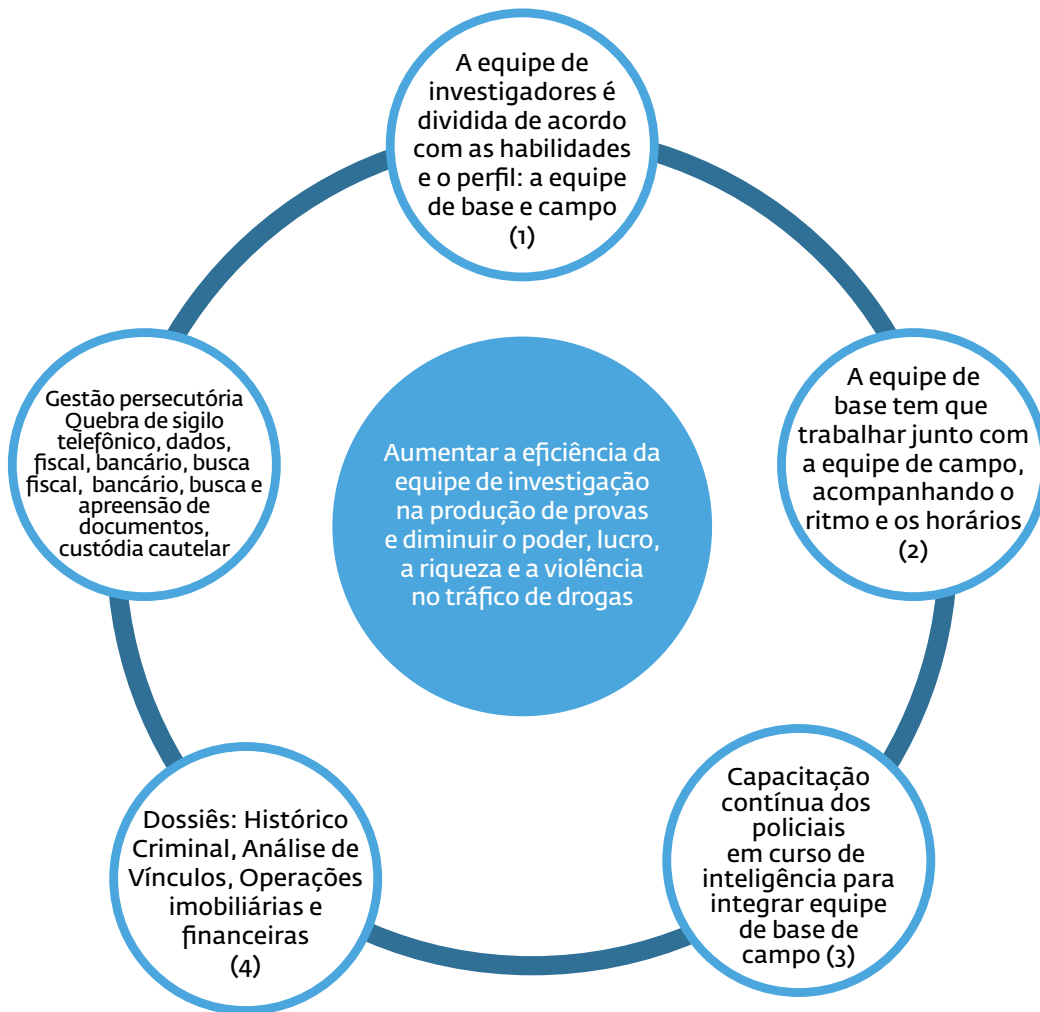 A equipe de
investigadores é
dividida de acordo
com as habilidades
e o perfil: a equipe
de base e campo
(1)
A equipe de
base tem que
trabalhar junto com
a equipe de campo,
acompanhando o
ritmo e os horários
(2)
Capacitação
contínua dos
policiais
em curso de
inteligência para
integrar equipe
de base de
campo (3)
Dossiês: Histórico
Criminal, Análise de
Vínculos, Operações
imobiliárias e
financeiras
(4)
Gestão persecutória
Quebra de sigilo
telefônico, dados,
fiscal, bancário, busca
fiscal, bancário, busca e
apreensão de
documentos,
custódia cautelar
Aumentar a eficiência da
equipe de investigação
na produção de provas
e diminuir o poder, lucro,
a riqueza e a violência
no tráfico de drogas